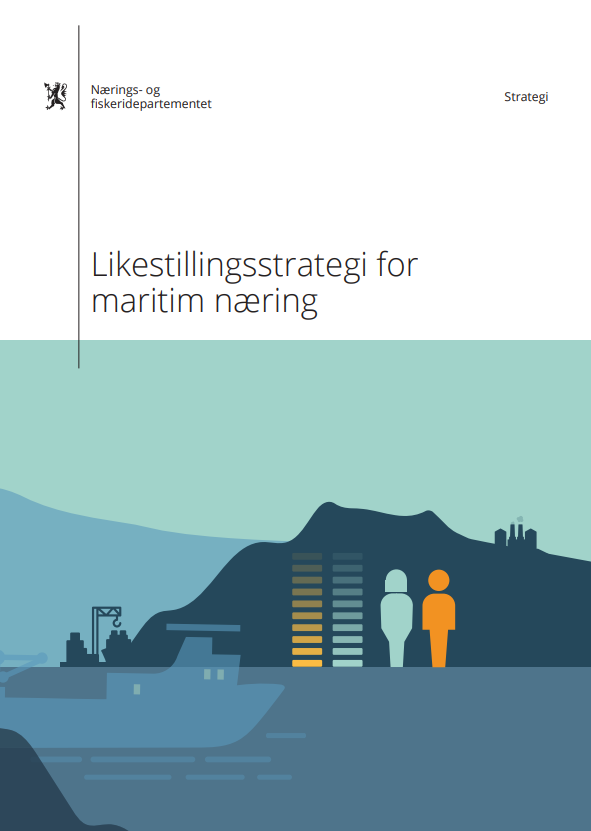 Nærings- og
fiskeridepartementet
Strategi
Likestillingsstrategi for
maritim næring